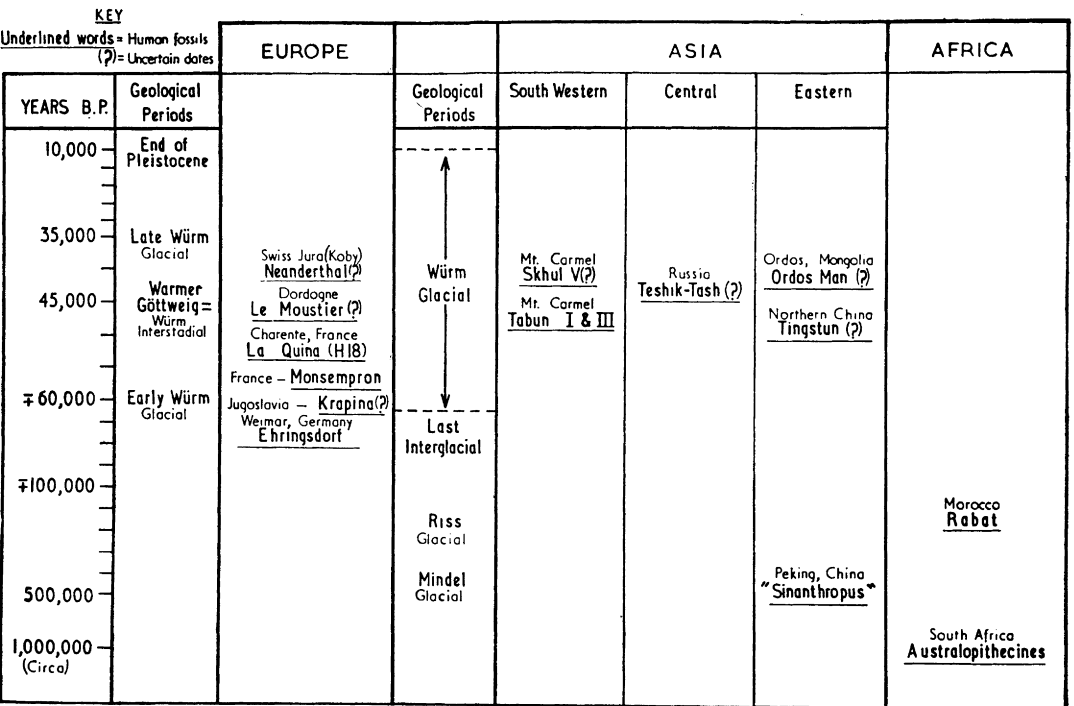 KEY
Underlined words = Human fossils
(?) = Uncertain dates
EUROPE
ASIA
AFRICA
YEARS B.P.
Geological
Periods
Geological
Periods
South Western
Central
Eastern
10,000
35,000
45,000
∓60,000
∓100,000
500,000
1,000,000
(Circa)
End of
Pleistocene
Late Würm
Glacial
Warmer
Göttweig =
Würm
Interstadial
Early Würm
Glacial
Swiss Jura (Koby)
Neanderthal (?)
Dordogne
Le Moustier (?)
Charente, France
La Quina (H18)
France – Monsempron
Jugoslavia – Krapina (?)
Weimar, Germany
Ehringsdorf
Würm
Glacial
Last
Interglacial
Riss
Glacial
Mindel
Glacial
Mt. Carmel
Skhul V (?)
Mt. Carmel
Tabun I & III
Russia
Teshik-Tash (?)
Ordos, Mongolia
Ordos Man (?)
Northern China
Tingstun (?)
Peking, China
"Sinanthropus"
Morocco
Rabat
South Africa
Australopithecines